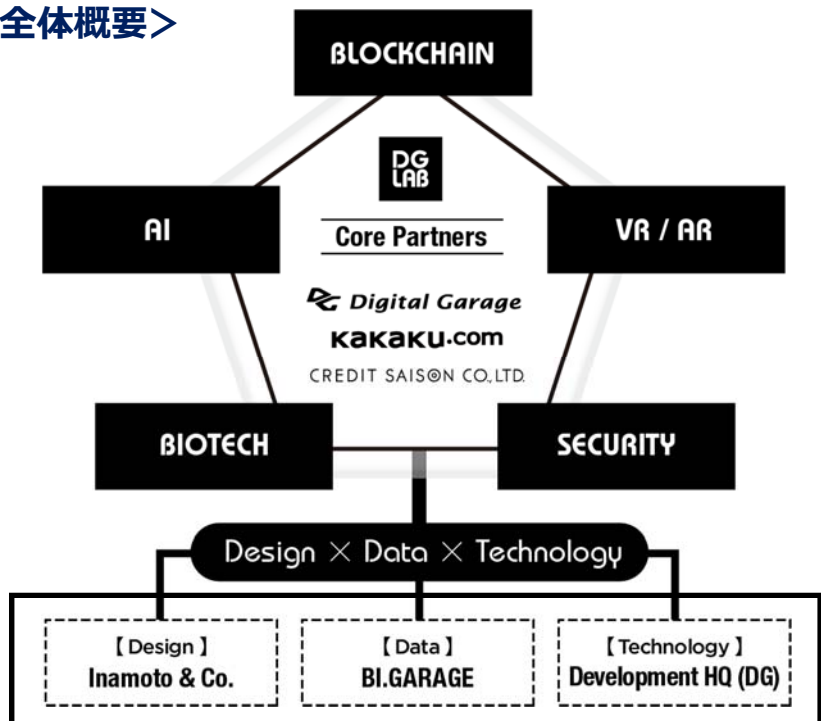 全体概要＞
BLOCKCHAIN
DG
LAB
AI
Core Partners
VR / AR
DG Digital Garage
kakaku.com
CREDIT SAISON CO.,LTD.
BIOTECH
SECURITY
Design × Data × Technology
【Design】
Inamoto & Co.
【Data】
BI.GARAGE
【Technology】
Development HQ (DG)